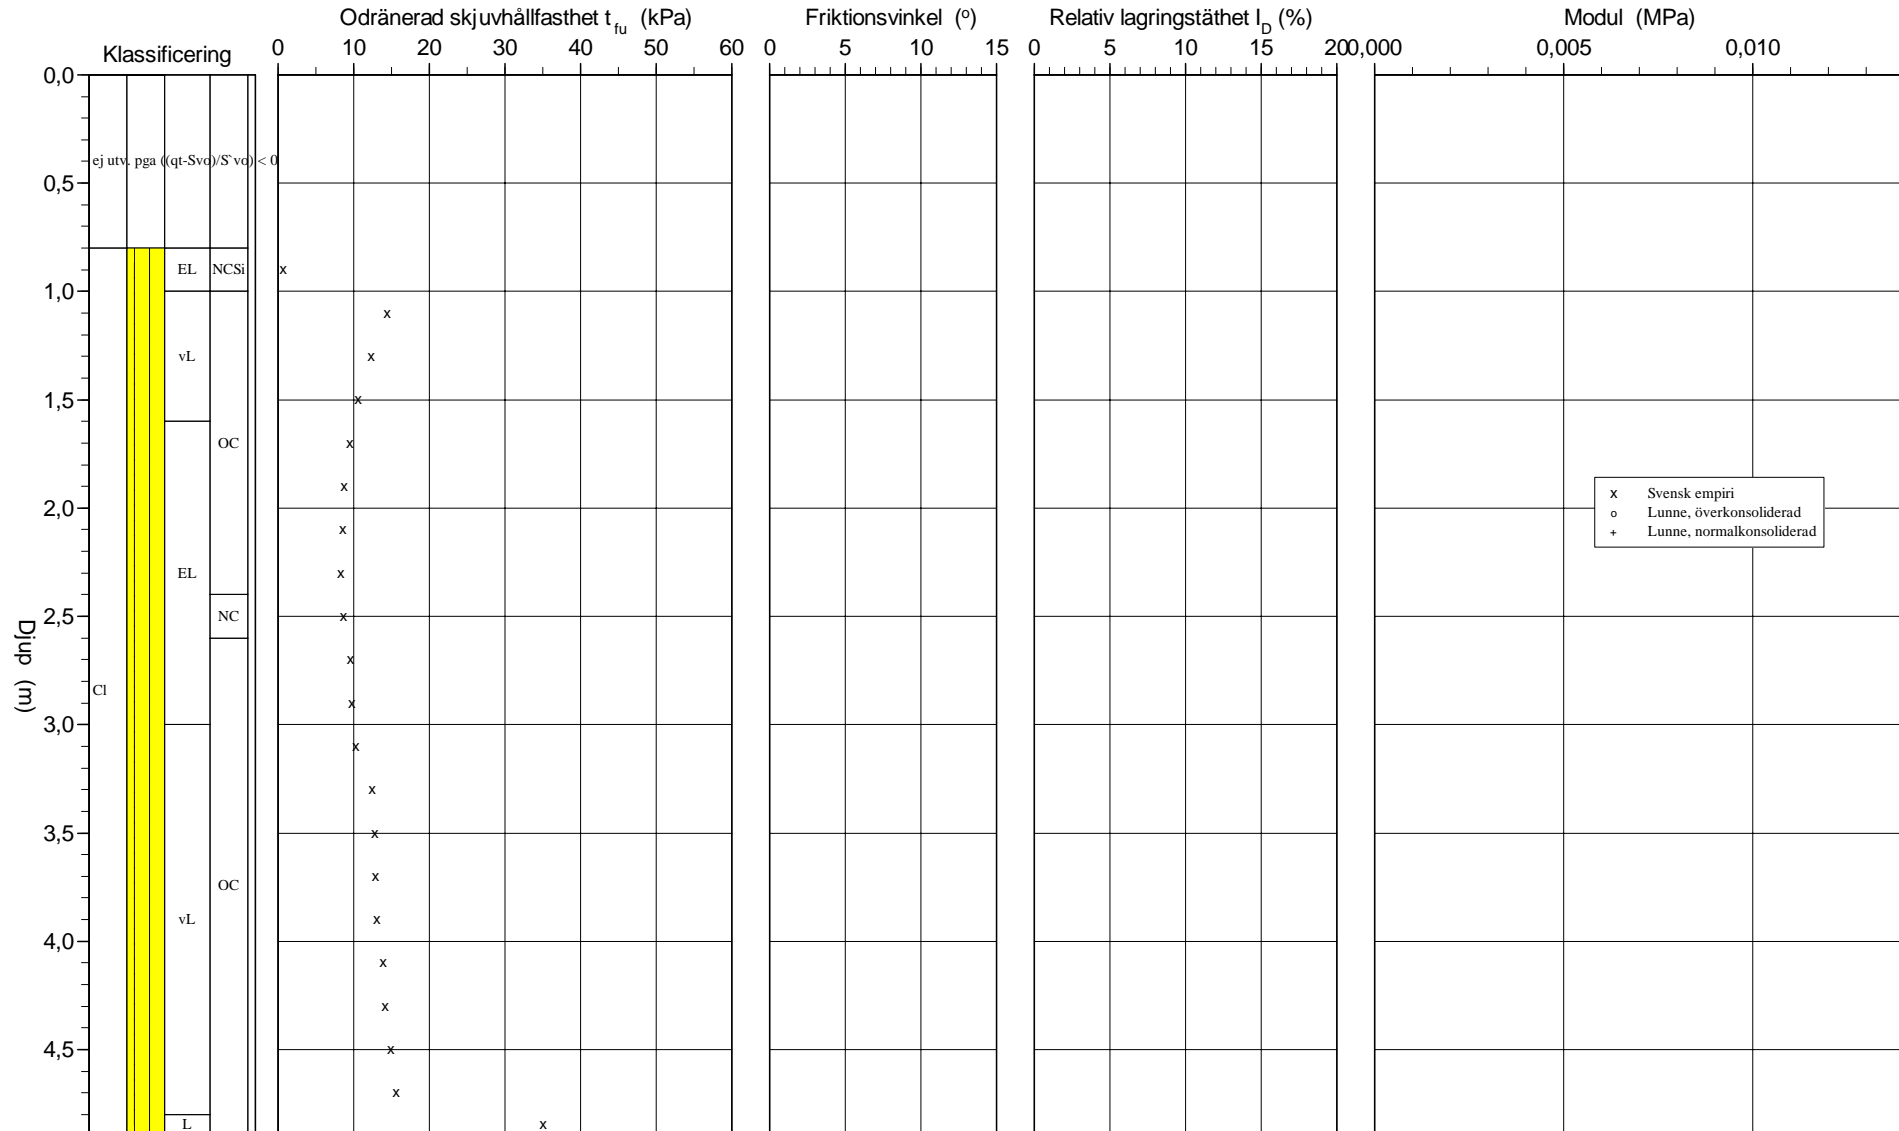 Odränerad skjuvhållfasthet t fu (kPa)
Friktionsvinkel (o)
Relativ lagringstäthet I D (%)
Modul (MPa)
Klassificering
0 10 20 30 40 50 60
0 5 10 15
0 5 10 15 20
0,000 0,005 0,010
0,0
ej utv. pga ((qt-Svo)/S`vo) < 0
0,5
EL NCSi x
1,0
x
vL x
1,5 x
OC x
x
2,0
x Svensk empiri
o Lunne, överkonsoliderad
+ Lunne, normalkonsoliderad
x
EL x
2,5 NC x
Djup (m)
x
Cl
x
3,0
x
x
3,5 x
x
OC
vL x
4,0
x
x
4,5 x
x
L x